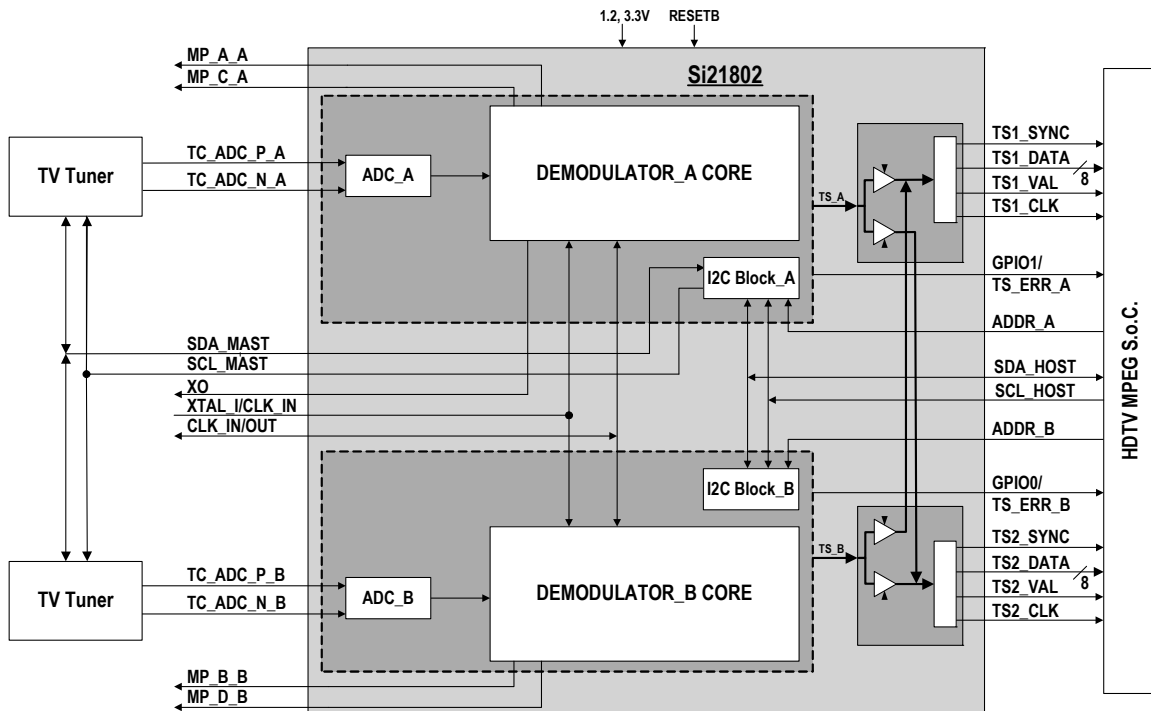 1.2, 3.3V
RESETB
Si21802
MP_A_A
MP_C_A
TV Tuner
TC_ADC_P_A
TC_ADC_N_A
ADC_A
DEMODULATOR_A CORE
I2C Block_A
TS_A
TS1_SYNC
TS1_DATA
8
TS1_VAL
TS1_CLK
GPIO1/
TS_ERR_A
ADDR_A
SDA_HOST
SCL_HOST
ADDR_B
HDTV MPEG S.o.C.
SDA_MAST
SCL_MAST
XO
XTAL_I/CLK_IN
CLK_IN/OUT
I2C Block_B
GPIO0/
TS_ERR_B
TV Tuner
TC_ADC_P_B
TC_ADC_N_B
ADC_B
DEMODULATOR_B CORE
TS_B
TS2_SYNC
TS2_DATA
8
TS2_VAL
TS2_CLK
MP_B_B
MP_D_B